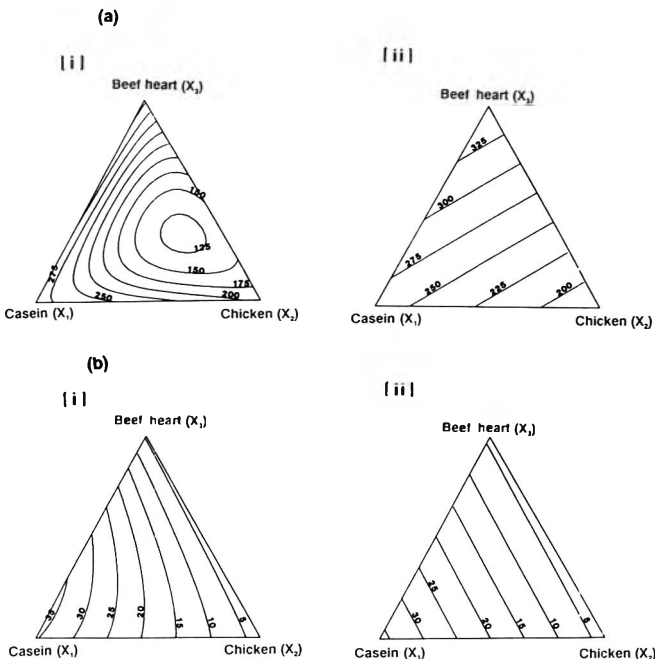 (a)
[i]
Beef heart (X3)
150
125
150
275
175
250
200
Casein (X1)
Chicken (X2)
[ii]
Beef heart (X3)
325
300
275
250
225
200
Casein (X1)
Chicken (X2)
(b)
[i]
Beef heart (X3)
35
30
25
20
15
10
5
Casein (X1)
Chicken (X2)
[ii]
Beef heart (X3)
25
30
20
15
10
5
Casein (X1)
Chicken (X2)